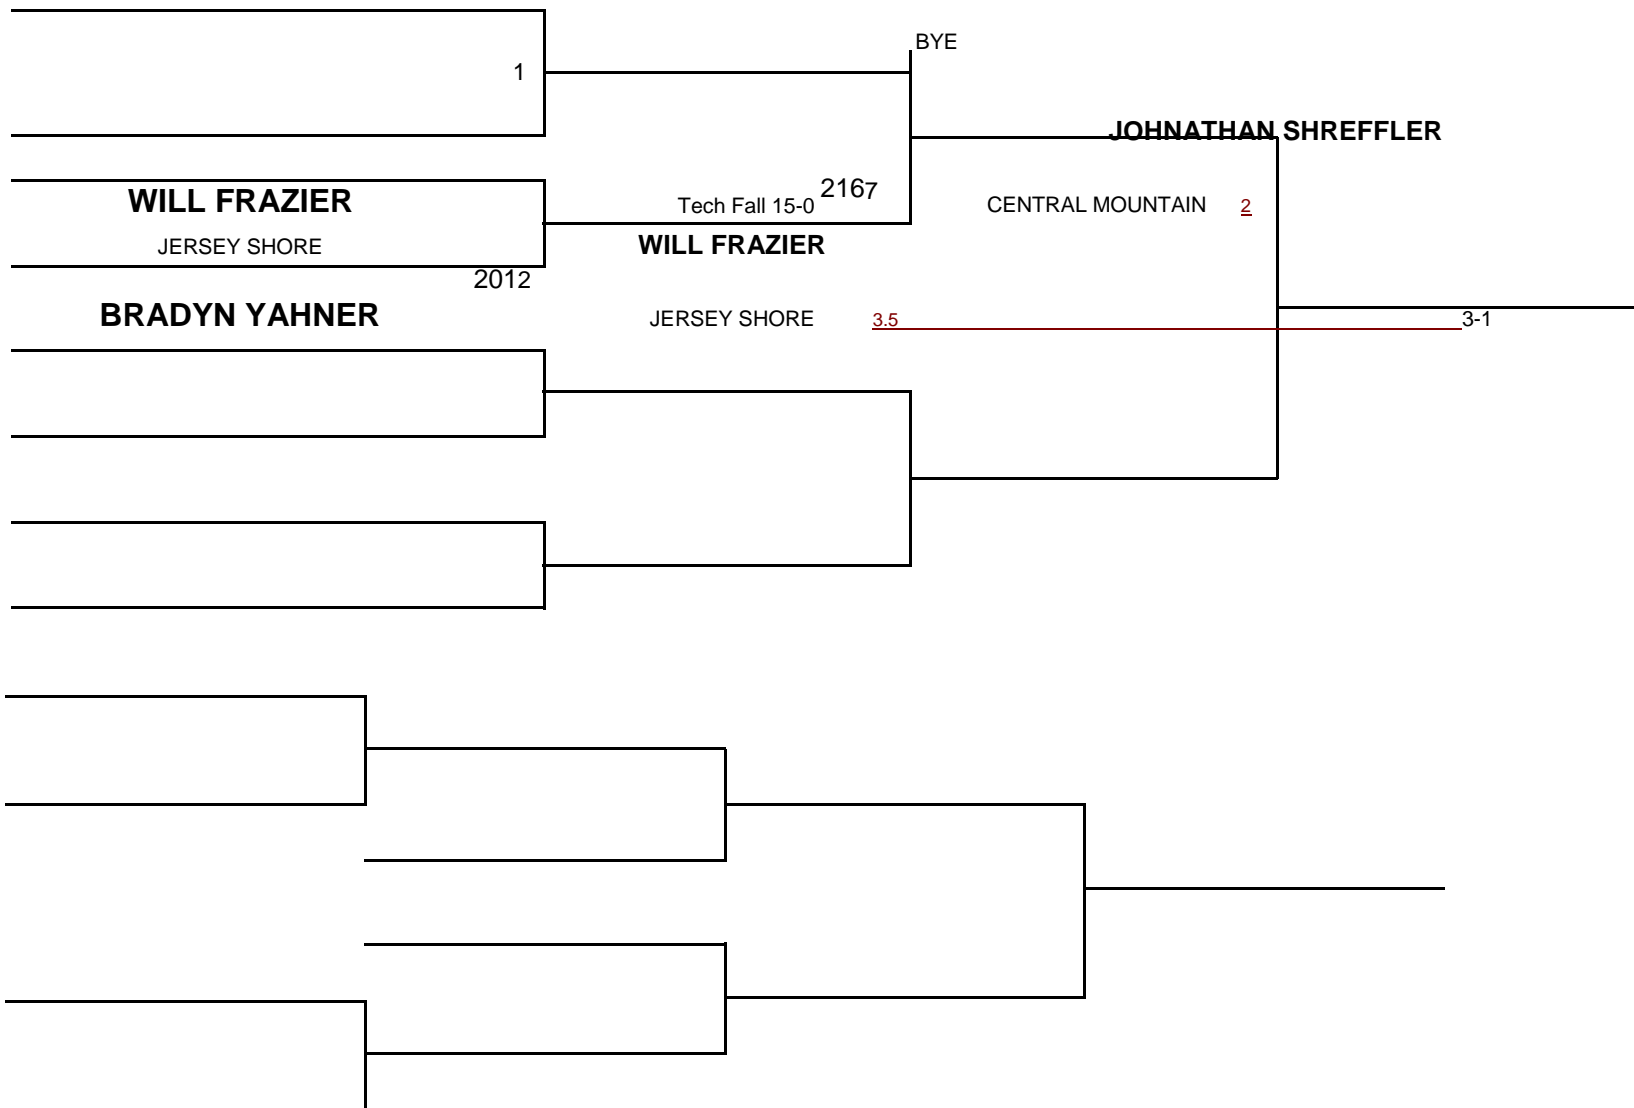 BYE
1
JOHNATHAN SHREFFLER
WILL FRAZIER
Tech Fall 15-0 2167
CENTRAL MOUNTAIN 2
JERSEY SHORE
WILL FRAZIER
2012
BRADYN YAHNER
JERSEY SHORE 3.5 3-1